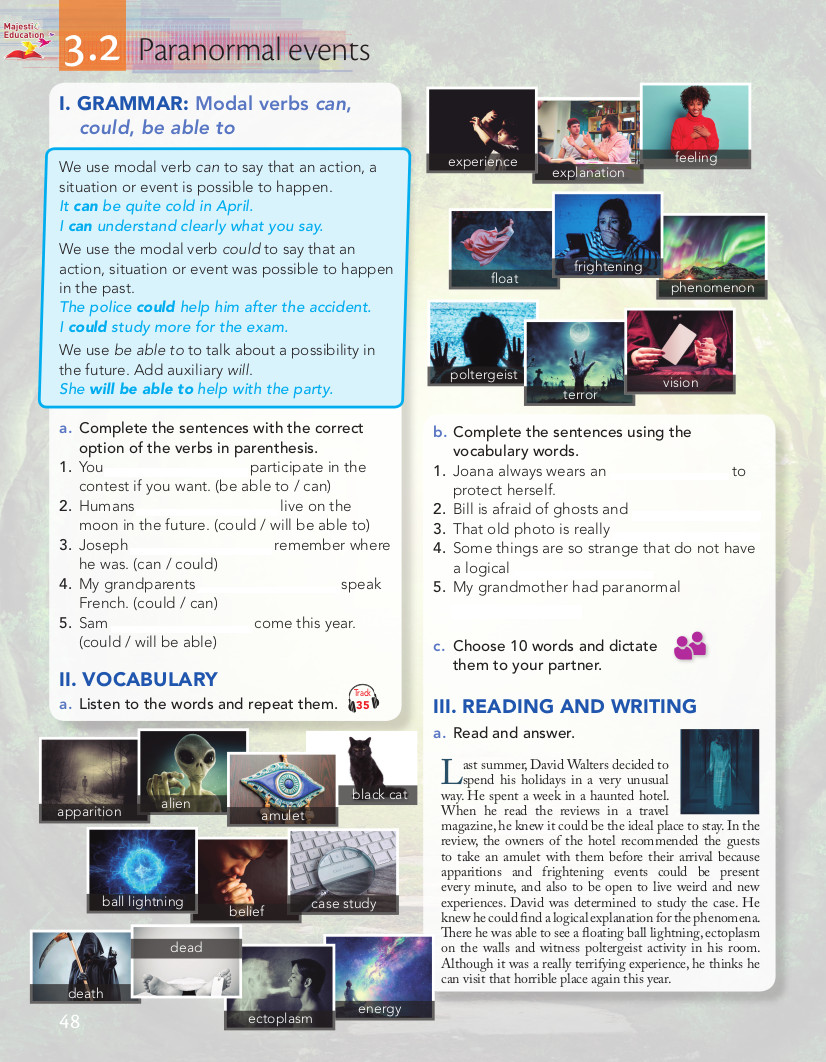 Majestic Education
3.2 Paranormal events
I. GRAMMAR: Modal verbs can,
could, be able to
We use modal verb can to say that an action, a
situation or event is possible to happen.
It can be quite cold in April.
I can understand clearly what you say.
We use the modal verb could to say that an
action, situation or event was possible to happen
in the past.
The police could help him after the accident.
I could study more for the exam.
We use be able to to talk about a possibility in
the future. Add auxiliary will.
She will be able to help with the party.
a. Complete the sentences with the correct
option of the verbs in parenthesis.
1. You participate in the
contest if you want. (be able to / can)
2. Humans live on the
moon in the future. (could / will be able to)
3. Joseph remember where
he was. (can / could)
4. My grandparents speak
French. (could / can)
5. Sam come this year.
(could / will be able)
II. VOCABULARY
a. Listen to the words and repeat them.
Track
35
apparition
alien
amulet
black cat
ball lightning
belief
case study
death
dead
ectoplasm
energy
experience
explanation
feeling
float
frightening
phenomenon
poltergeist
terror
vision
b. Complete the sentences using the
vocabulary words.
1. Joana always wears an to
protect herself.
2. Bill is afraid of ghosts and
3. That old photo is really
4. Some things are so strange that do not have
a logical
5. My grandmother had paranormal
c. Choose 10 words and dictate
them to your partner.
III. READING AND WRITING
a. Read and answer.
Last summer, David Walters decided to
spend his holidays in a very unusual
way. He spent a week in a haunted hotel.
When he read the reviews in a travel
magazine, he knew it could be the ideal place to stay. In the
review, the owners of the hotel recommended the guests
to take an amulet with them before their arrival because
apparitions and frightening events could be present
every minute, and also to be open to live weird and new
experiences. David was determined to study the case. He
knew he could find a logical explanation for the phenomena.
There he was able to see a floating ball lightning, ectoplasm
on the walls and witness poltergeist activity in his room.
Although it was a really terrifying experience, he thinks he
can visit that horrible place again this year.
48